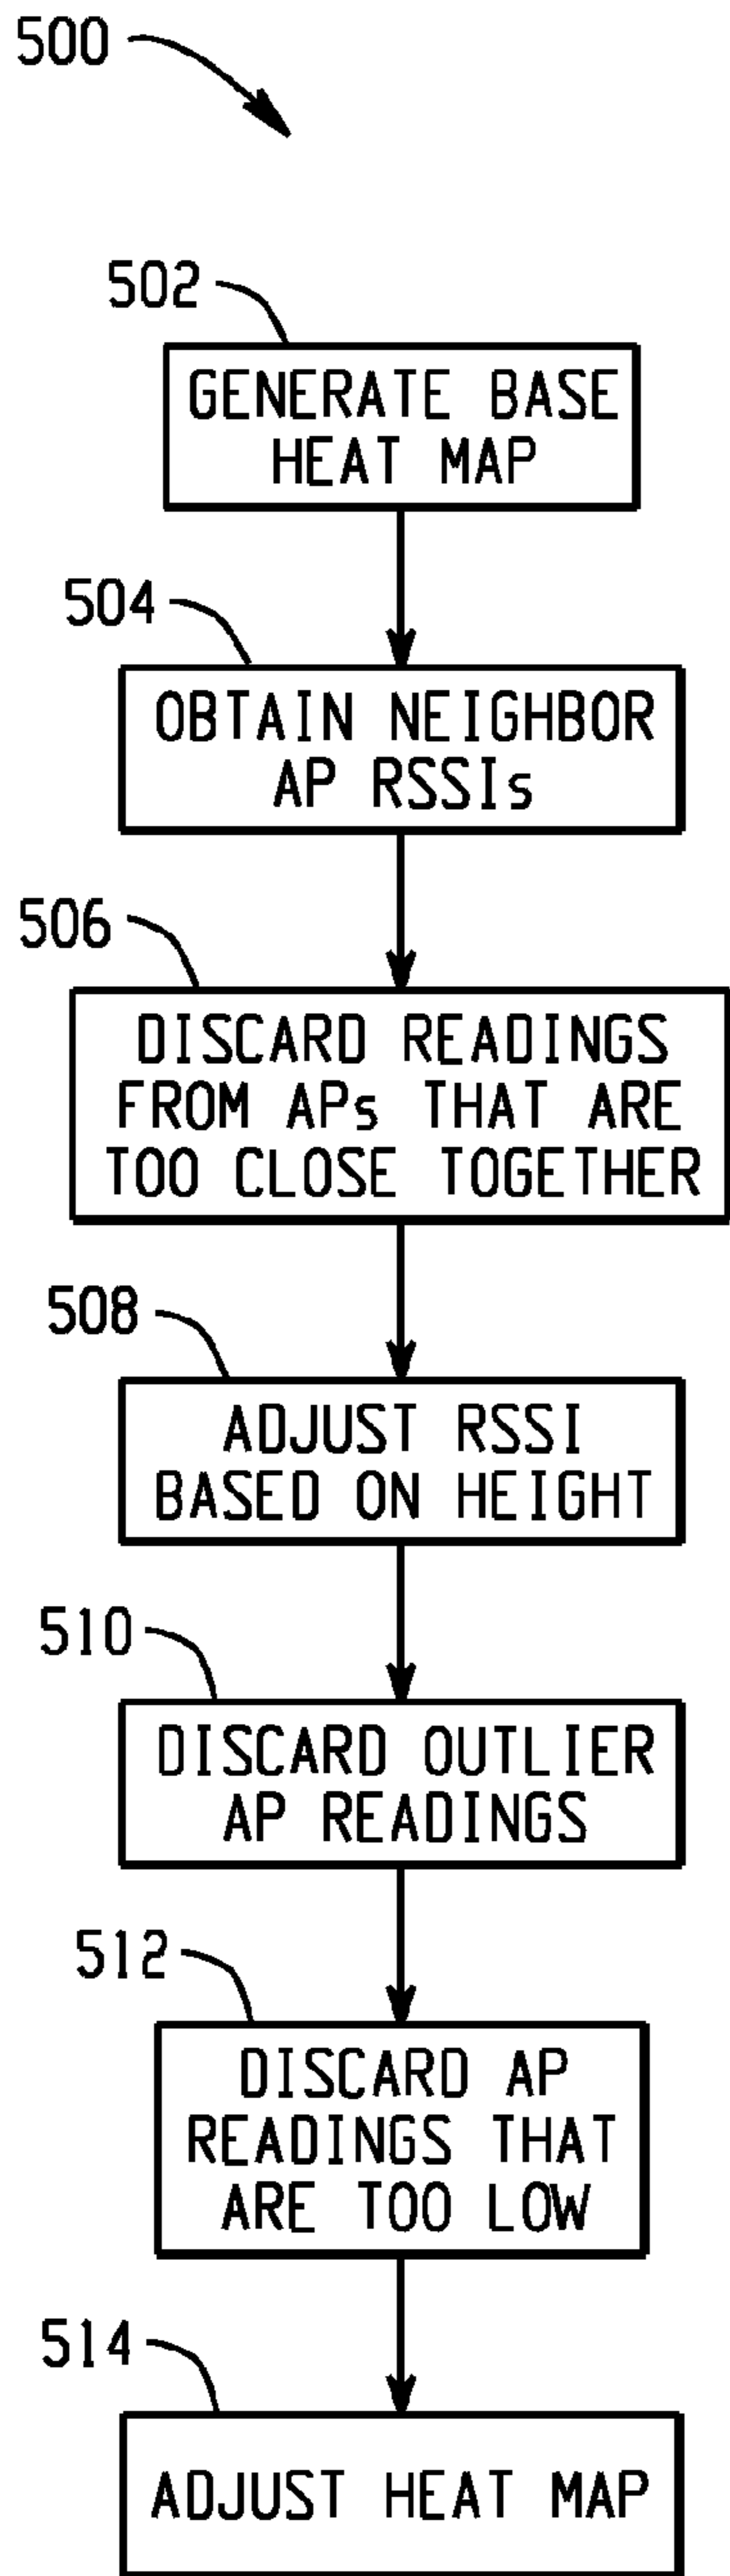 500
502
GENERATE BASE
HEAT MAP
504
OBTAIN NEIGHBOR
AP RSSIs
506
DISCARD READINGS
FROM APs THAT ARE
TOO CLOSE TOGETHER
508
ADJUST RSSI
BASED ON HEIGHT
510
DISCARD OUTLIER
AP READINGS
512
DISCARD AP
READINGS THAT
ARE TOO LOW
514
ADJUST HEAT MAP